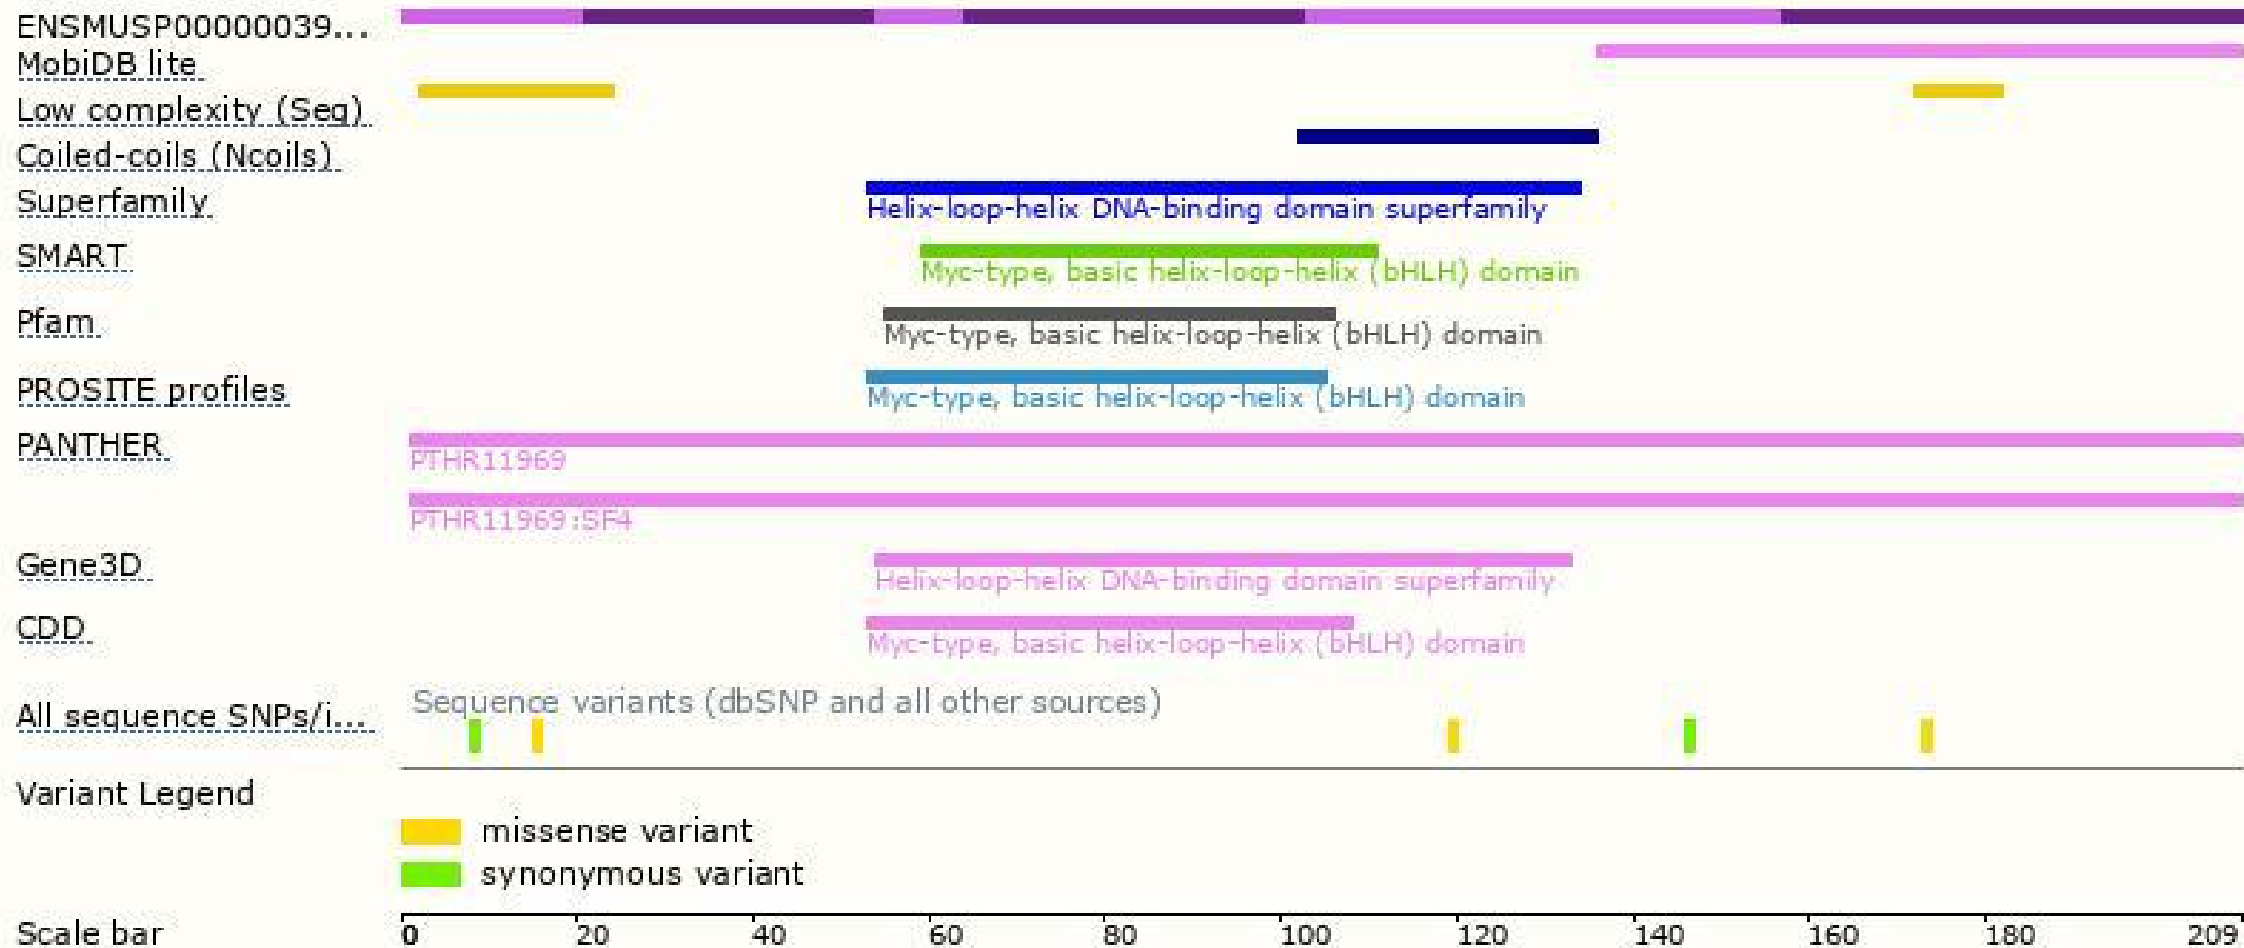 ENSMUSP00000039...
MobiDB lite
Low complexity (Seg)
Coiled-coils (Ncoils)
Superfamily
Helix-loop-helix DNA-binding domain superfamily
SMART
Myc-type, basic helix-loop-helix (bHLH) domain
Pfam
Myc-type, basic helix-loop-helix (bHLH) domain
PROSITE profiles
Myc-type, basic helix-loop-helix (bHLH) domain
PANTHER
PTHR11969
PTHR11969:SF4
Gene3D
Helix-loop-helix DNA-binding domain superfamily
CDD
Myc-type, basic helix-loop-helix (bHLH) domain
Sequence variants (dbSNP and all other sources)
All sequence SNPs/i...
Variant Legend
missense variant
synonymous variant
Scale bar 0 20 40 60 80 100 120 140 160 180 209